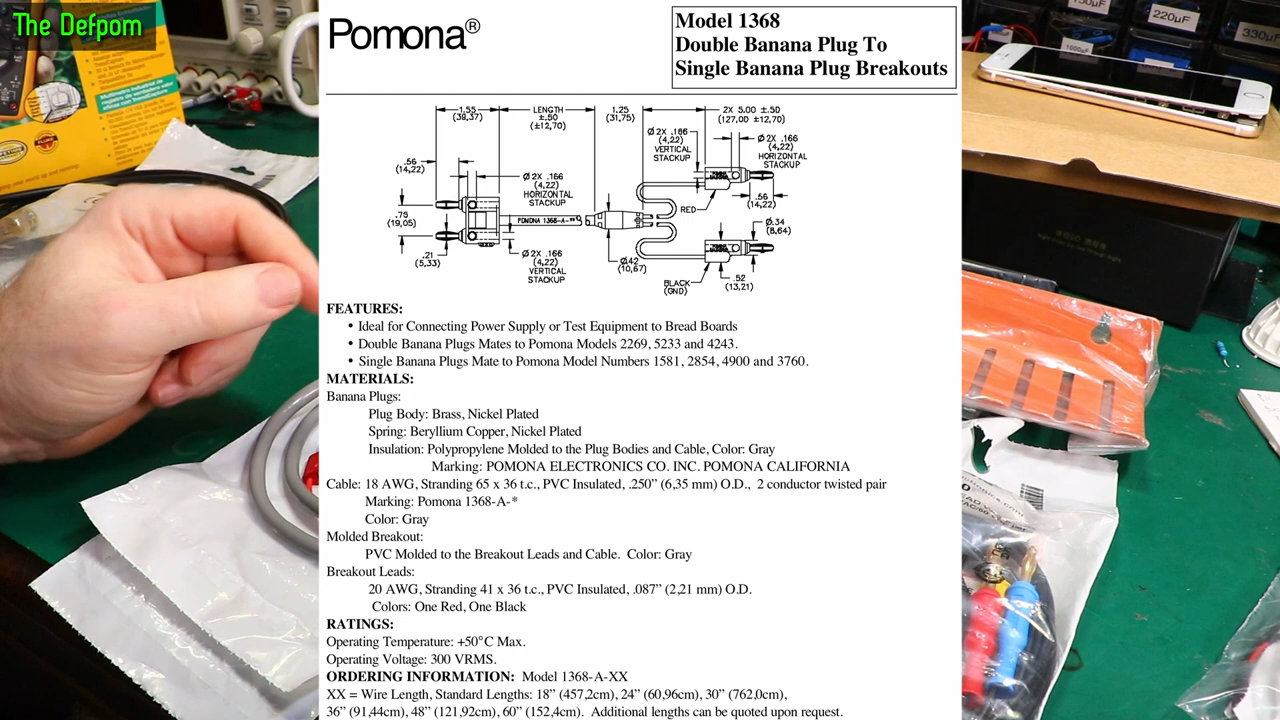 The Defpom
Pomona®
Model 1368
Double Banana Plug To
Single Banana Plug Breakouts
1.55
(39,37)
LENGTH
±.50
(±12,70)
1.25
(31,75)
2X 5.00 ±.50
(127,00 ±12,70)
Ø 2X .166
(4,22)
VERTICAL
STACKUP
Ø 2X .166
(4,22)
HORIZONTAL
STACKUP
.56
(14,22)
Ø 2X .166
(4,22)
HORIZONTAL
STACKUP
.75
(19,05)
POMONA 1368-A-**
RED
.56
(14,22)
Ø.34
(8,64)
.21
(5,33)
Ø 2X .166
(4,22)
VERTICAL
STACKUP
Ø.42
(10,67)
BLACK
(GND)
.52
(13,21)
FEATURES:
• Ideal for Connecting Power Supply or Test Equipment to Bread Boards
• Double Banana Plugs Mates to Pomona Models 2269, 5233 and 4243.
• Single Banana Plugs Mate to Pomona Model Numbers 1581, 2854, 4900 and 3760.
MATERIALS:
Banana Plugs:
Plug Body: Brass, Nickel Plated
Spring: Beryllium Copper, Nickel Plated
Insulation: Polypropylene Molded to the Plug Bodies and Cable, Color: Gray
Marking: POMONA ELECTRONICS CO. INC. POMONA CALIFORNIA
Cable: 18 AWG, Stranding 65 x 36 t.c., PVC Insulated, .250” (6,35 mm) O.D., 2 conductor twisted pair
Marking: Pomona 1368-A-*
Color: Gray
Molded Breakout:
PVC Molded to the Breakout Leads and Cable. Color: Gray
Breakout Leads:
20 AWG, Stranding 41 x 36 t.c., PVC Insulated, .087” (2,21 mm) O.D.
Colors: One Red, One Black
RATINGS:
Operating Temperature: +50°C Max.
Operating Voltage: 300 VRMS.
ORDERING INFORMATION: Model 1368-A-XX
XX = Wire Length, Standard Lengths: 18” (457,2cm), 24” (60,96cm), 30” (762,0cm),
36” (91,44cm), 48” (121,92cm), 60” (152,4cm). Additional lengths can be quoted upon request.
150µF
220µF
330µF
1000µF